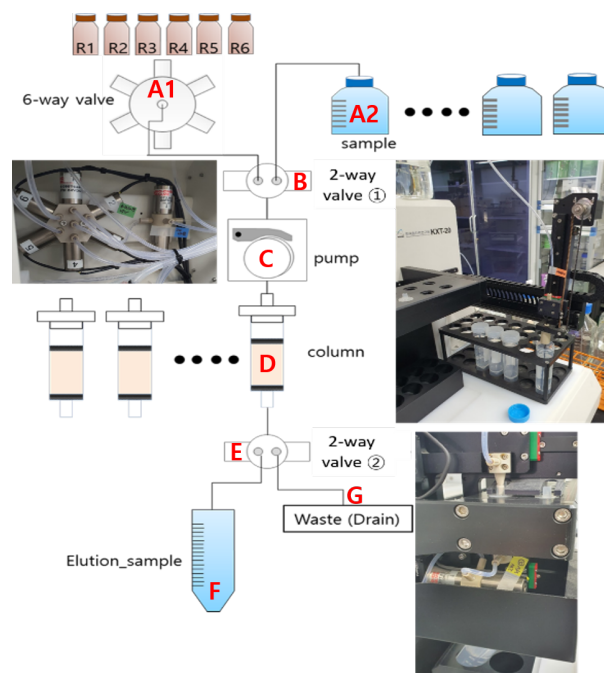 R1 R2 R3 R4 R5 R6
A1
6-way valve
A2
sample
B
2-way
valve ①
C
pump
KXT-20
4
D
column
E
2-way
valve ②
G
Waste (Drain)
Elution_sample
F